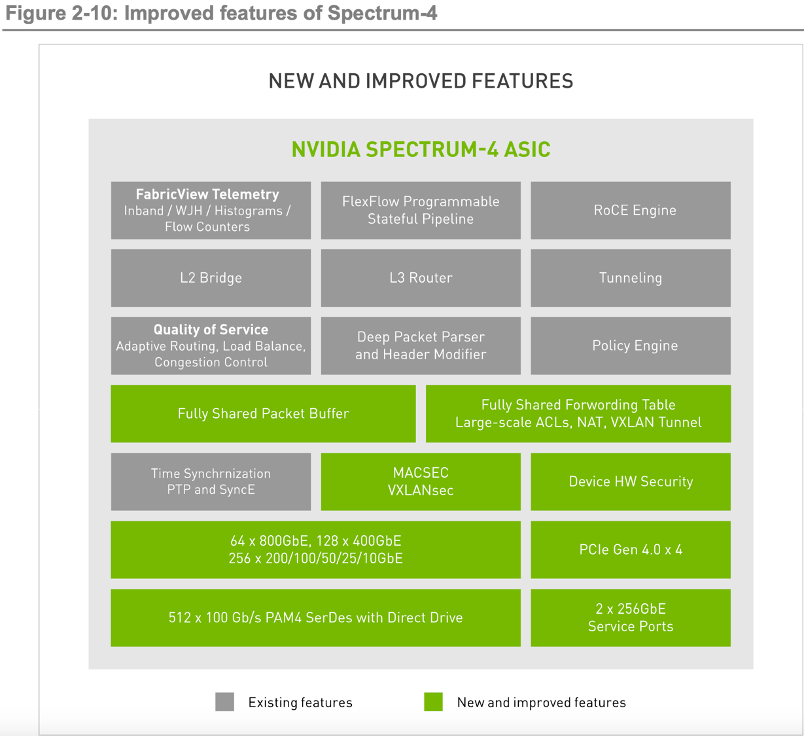 Figure 2-10: Improved features of Spectrum-4
NEW AND IMPROVED FEATURES
NVIDIA SPECTRUM-4 ASIC
FabricView Telemetry
Inband / WJH / Histograms /
Flow Counters
FlexFlow Programmable
Stateful Pipeline
RoCE Engine
L2 Bridge
L3 Router
Tunneling
Quality of Service
Adaptive Routing, Load Balance,
Congestion Control
Deep Packet Parser
and Header Modifier
Policy Engine
Fully Shared Packet Buffer
Fully Shared Forwording Table
Large-scale ACLs, NAT, VXLAN Tunnel
Time Synchrnization
PTP and SyncE
MACSEC
VXLANsec
Device HW Security
64 x 800GbE, 128 x 400GbE
256 x 200/100/50/25/10GbE
PCIe Gen 4.0 x 4
512 x 100 Gb/s PAM4 SerDes with Direct Drive
2 x 256GbE
Service Ports
Existing features
New and improved features